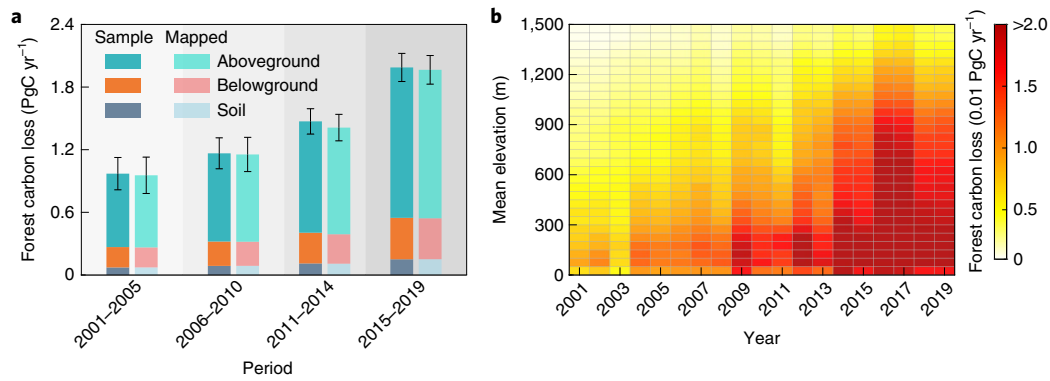 a
Forest carbon loss (PgC yr⁻¹)
2.4
1.8
1.2
0.6
0
Sample Mapped
Aboveground
Belowground
Soil
2001–2005
2006–2010
2011–2014
2015–2019
Period
b
Mean elevation (m)
1,500
1,200
900
600
300
0
2001
2003
2005
2007
2009
2011
2013
2015
2017
2019
Year
Forest carbon loss (0.01 PgC yr⁻¹)
>2.0
1.5
1.0
0.5
0